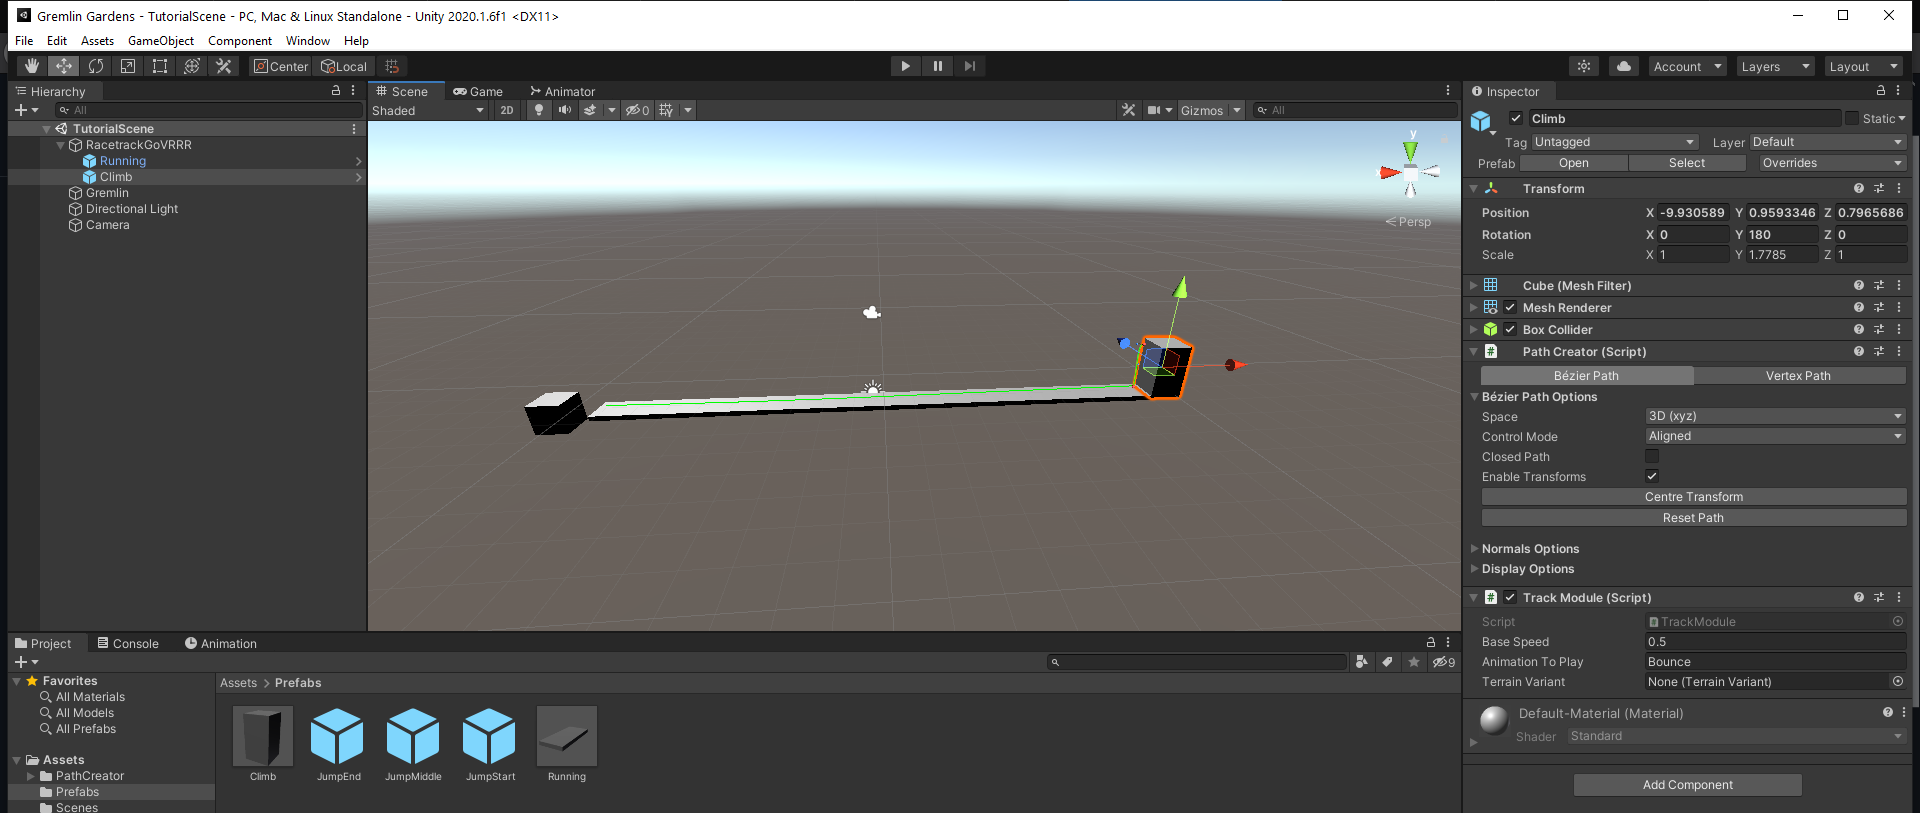 Gremlin Gardens - TutorialScene - PC, Mac & Linux Standalone - Unity 2020.1.6f1 <DX11>
File Edit Assets GameObject Component Window Help
Center Local Account Layers Layout
Hierarchy
All
TutorialScene
RacetrackGoVRRR
Running
Climb
Gremlin
Directional Light
Camera
Scene Game Animator
Shaded 2D 0 Gizmos All
y
x
Persp
Inspector
Climb Static
Tag Untagged Layer Default
Prefab Open Select Overrides
Transform
Position X -9.930589 Y 0.9593346 Z 0.7965686
Rotation X 0 Y 180 Z 0
Scale X 1 Y 1.7785 Z 1
Cube (Mesh Filter)
Mesh Renderer
Box Collider
Path Creator (Script)
Bézier Path Vertex Path
Bézier Path Options
Space 3D (xyz)
Control Mode Aligned
Closed Path
Enable Transforms
Centre Transform
Reset Path
Normals Options
Display Options
Track Module (Script)
Script TrackModule
Base Speed 0.5
Animation To Play Bounce
Terrain Variant None (Terrain Variant)
Default-Material (Material)
Shader Standard
Add Component
Project Console Animation
9
Favorites
All Materials
All Models
All Prefabs
Assets
PathCreator
Prefabs
Scenes
Assets > Prefabs
Climb JumpEnd JumpMiddle JumpStart Running